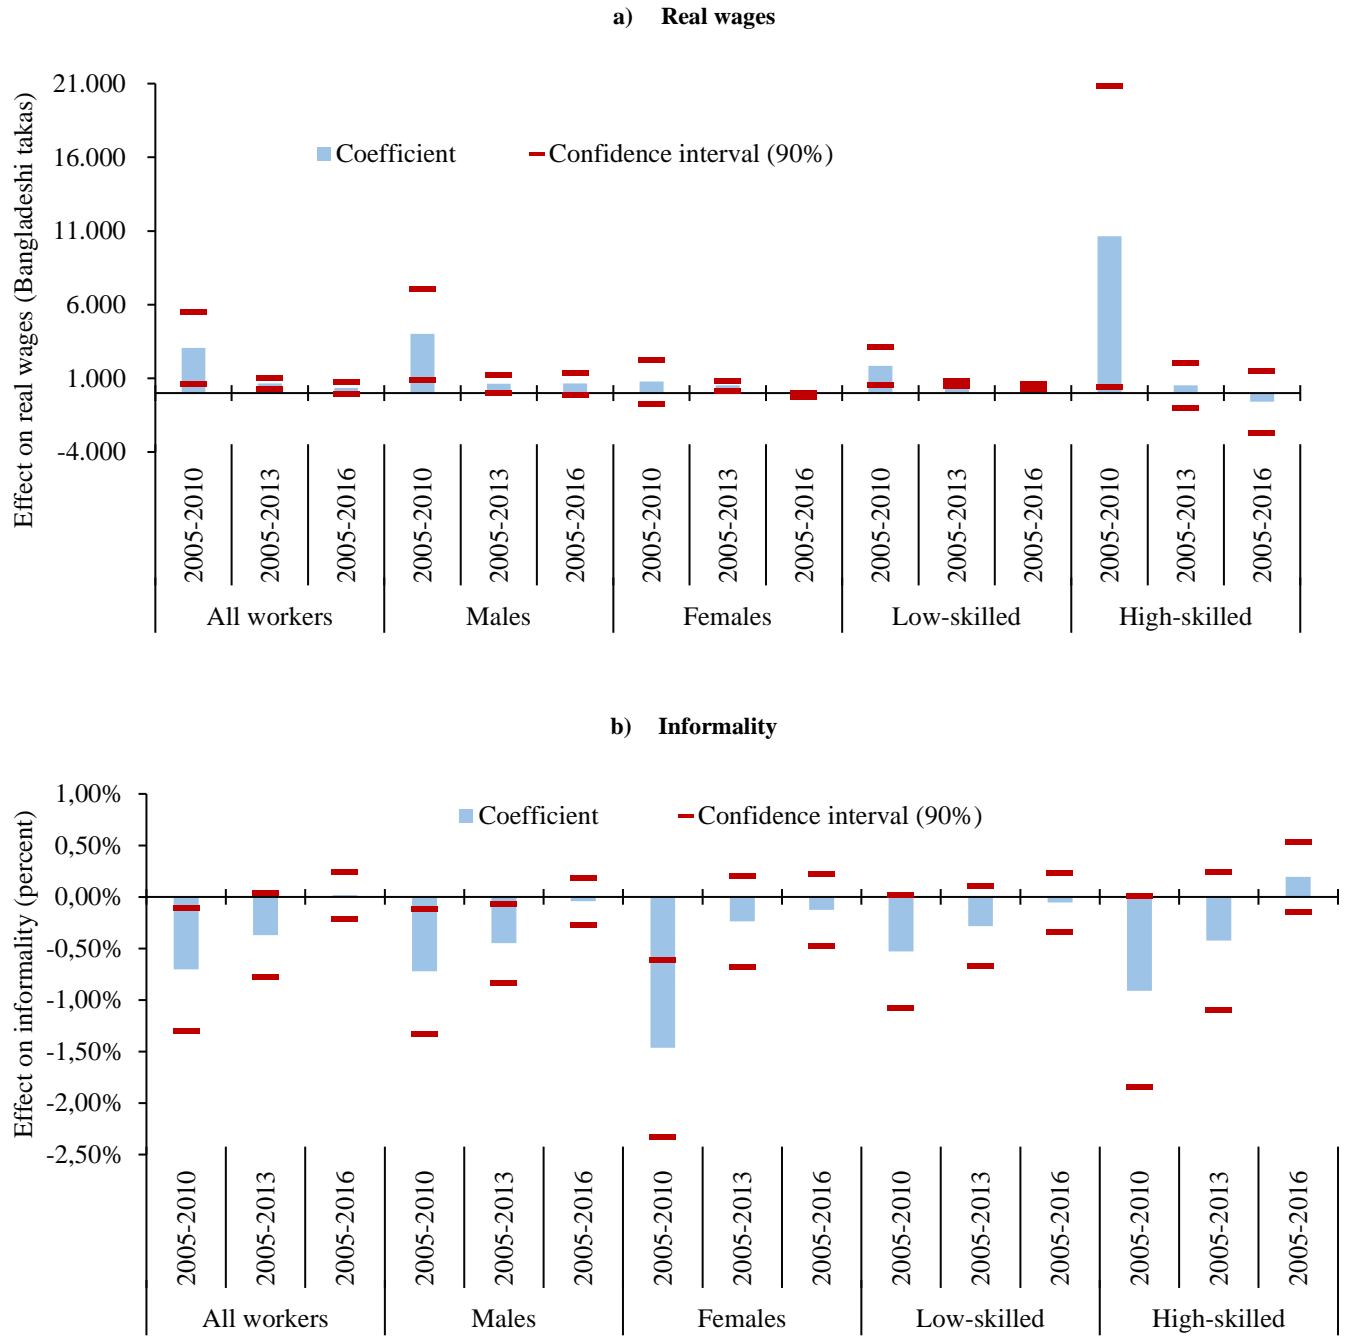 a) Real wages
Effect on real wages (Bangladeshi takas)
21.000
16.000
11.000
6.000
1.000
-4.000
Coefficient Confidence interval (90%)
2005-2010 2005-2013 2005-2016 2005-2010 2005-2013 2005-2016 2005-2010 2005-2013 2005-2016 2005-2010 2005-2013 2005-2016 2005-2010 2005-2013 2005-2016
All workers Males Females Low-skilled High-skilled
b) Informality
Effect on informality (percent)
1,00%
0,50%
0,00%
-0,50%
-1,00%
-1,50%
-2,00%
-2,50%
Coefficient Confidence interval (90%)
2005-2010 2005-2013 2005-2016 2005-2010 2005-2013 2005-2016 2005-2010 2005-2013 2005-2016 2005-2010 2005-2013 2005-2016 2005-2010 2005-2013 2005-2016
All workers Males Females Low-skilled High-skilled